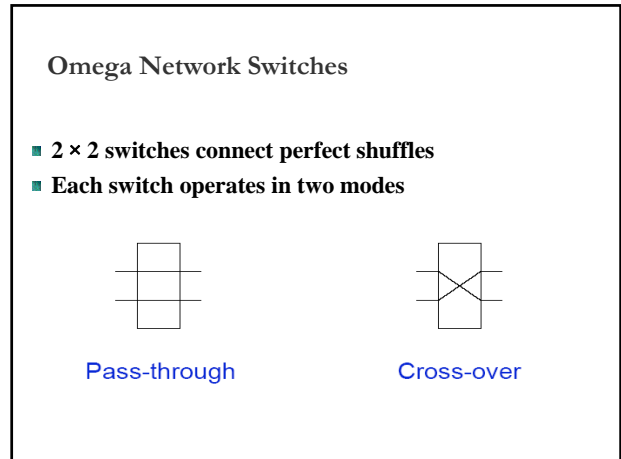 Omega Network Switches
2 × 2 switches connect perfect shuffles
Each switch operates in two modes
Pass-through
Cross-over